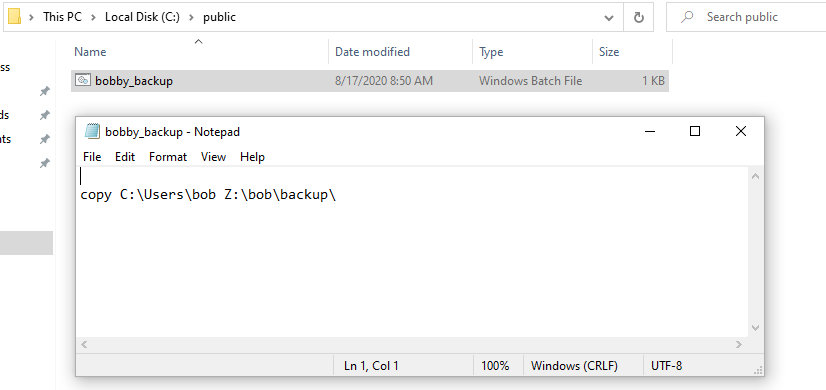 This PC > Local Disk (C:) > public
Search public
Name Date modified Type Size
ss
bobby_backup 8/17/2020 8:50 AM Windows Batch File 1 KB
ds
nts
bobby_backup - Notepad
File Edit Format View Help
copy C:\Users\bob Z:\bob\backup\
Ln 1, Col 1 100% Windows (CRLF) UTF-8